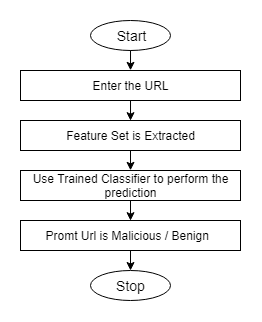 Start
Enter the URL
Feature Set is Extracted
Use Trained Classifier to perform the
prediction
Promt Url is Malicious / Benign
Stop